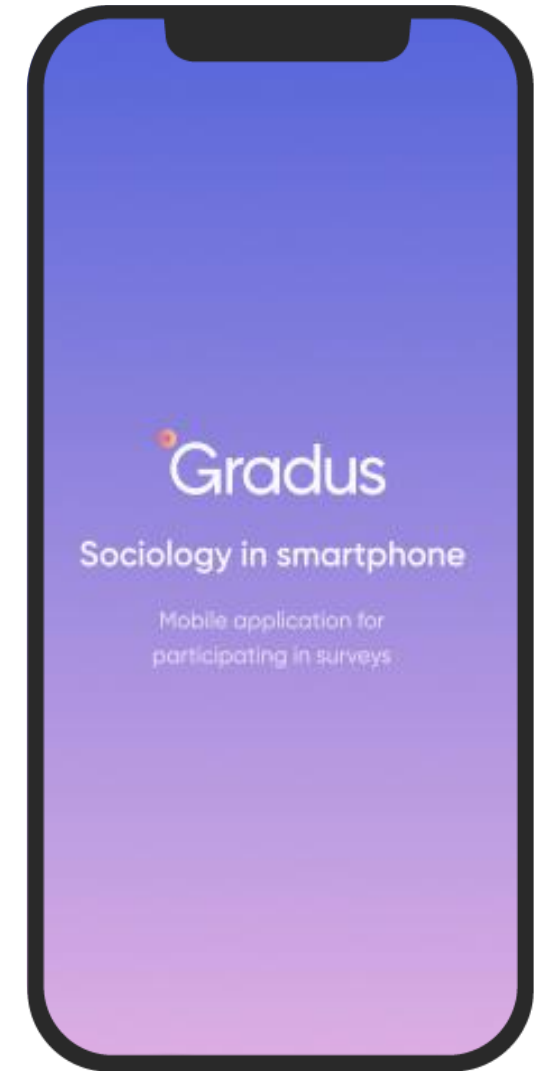 Gradus
Sociology in smartphone
Mobile application for
participating in surveys